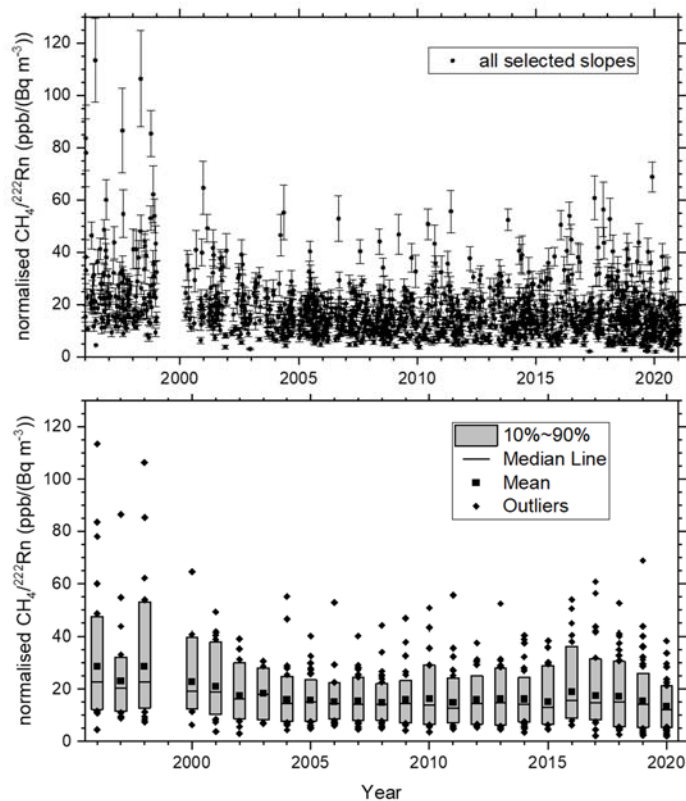 normalised CH₄/²²²Rn (ppb/(Bq m⁻³))
120
100
80
60
40
20
0
all selected slopes
2000 2005 2010 2015 2020
normalised CH₄/²²²Rn (ppb/(Bq m⁻³))
120
100
80
60
40
20
0
10%~90%
Median Line
Mean
Outliers
2000 2005 2010 2015 2020
Year